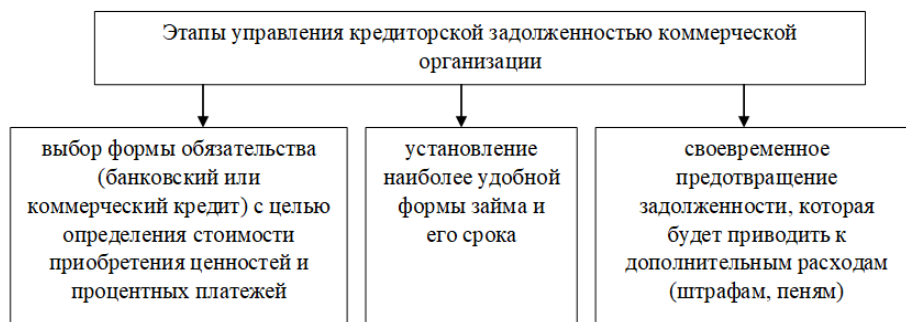 Этапы управления кредиторской задолженностью коммерческой
организации
выбор формы обязательства
(банковский или
коммерческий кредит) с целью
определения стоимости
приобретения ценностей и
процентных платежей
установление
наиболее удобной
формы займа и
его срока
своевременное
предотвращение
задолженности, которая
будет приводить к
дополнительным расходам
(штрафам, пеням)